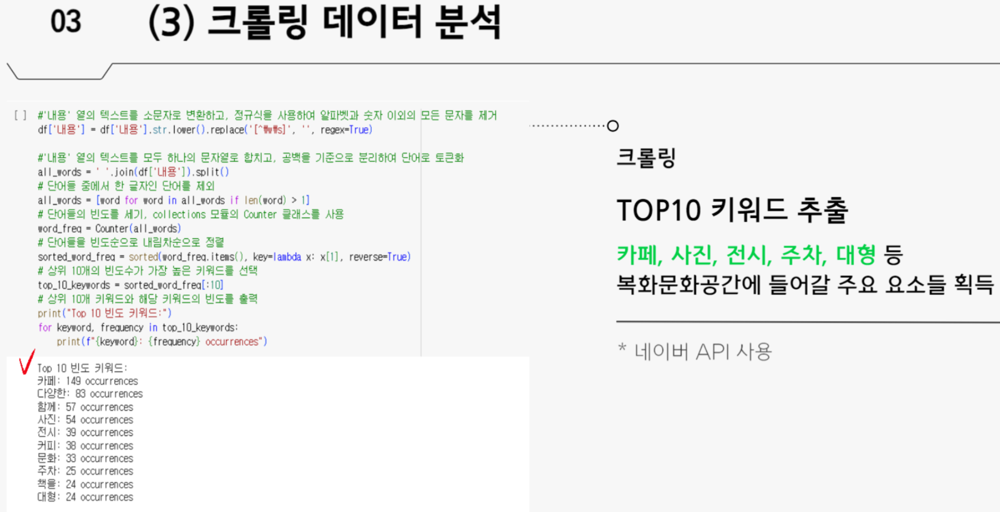 03
(3) 크롤링 데이터 분석
[ ] #'내용' 열의 텍스트를 소문자로 변환하고, 정규식을 사용하여 알파벳과 숫자 이외의 모든 문자를 제거
df['내용'] = df['내용'].str.lower().replace('[^₩w₩s]', '', regex=True)
#'내용' 열의 텍스트를 모두 하나의 문자열로 합치고, 공백을 기준으로 분리하여 단어로 토큰화
all_words = ' '.join(df['내용']).split()
# 단어들 중에서 한 글자인 단어를 제외
all_words = [word for word in all_words if len(word) > 1]
# 단어들의 빈도를 세기, collections 모듈의 Counter 클래스를 사용
word_freq = Counter(all_words)
# 단어들을 빈도순으로 내림차순으로 정렬
sorted_word_freq = sorted(word_freq.items(), key=lambda x: x[1], reverse=True)
# 상위 10개의 빈도수가 가장 높은 키워드를 선택
top_10_keywords = sorted_word_freq[:10]
# 상위 10개 키워드와 해당 키워드의 빈도를 출력
print("Top 10 빈도 키워드:")
for keyword, frequency in top_10_keywords:
    print(f"{keyword}: {frequency} occurrences")
Top 10 빈도 키워드:
카페: 149 occurrences
다양한: 83 occurrences
함께: 57 occurrences
사진: 54 occurrences
전시: 39 occurrences
커피: 38 occurrences
문화: 33 occurrences
주차: 25 occurrences
책을: 24 occurrences
대형: 24 occurrences
크롤링
TOP10 키워드 추출
카페, 사진, 전시, 주차, 대형 등
복화문화공간에 들어갈 주요 요소들 획득
* 네이버 API 사용